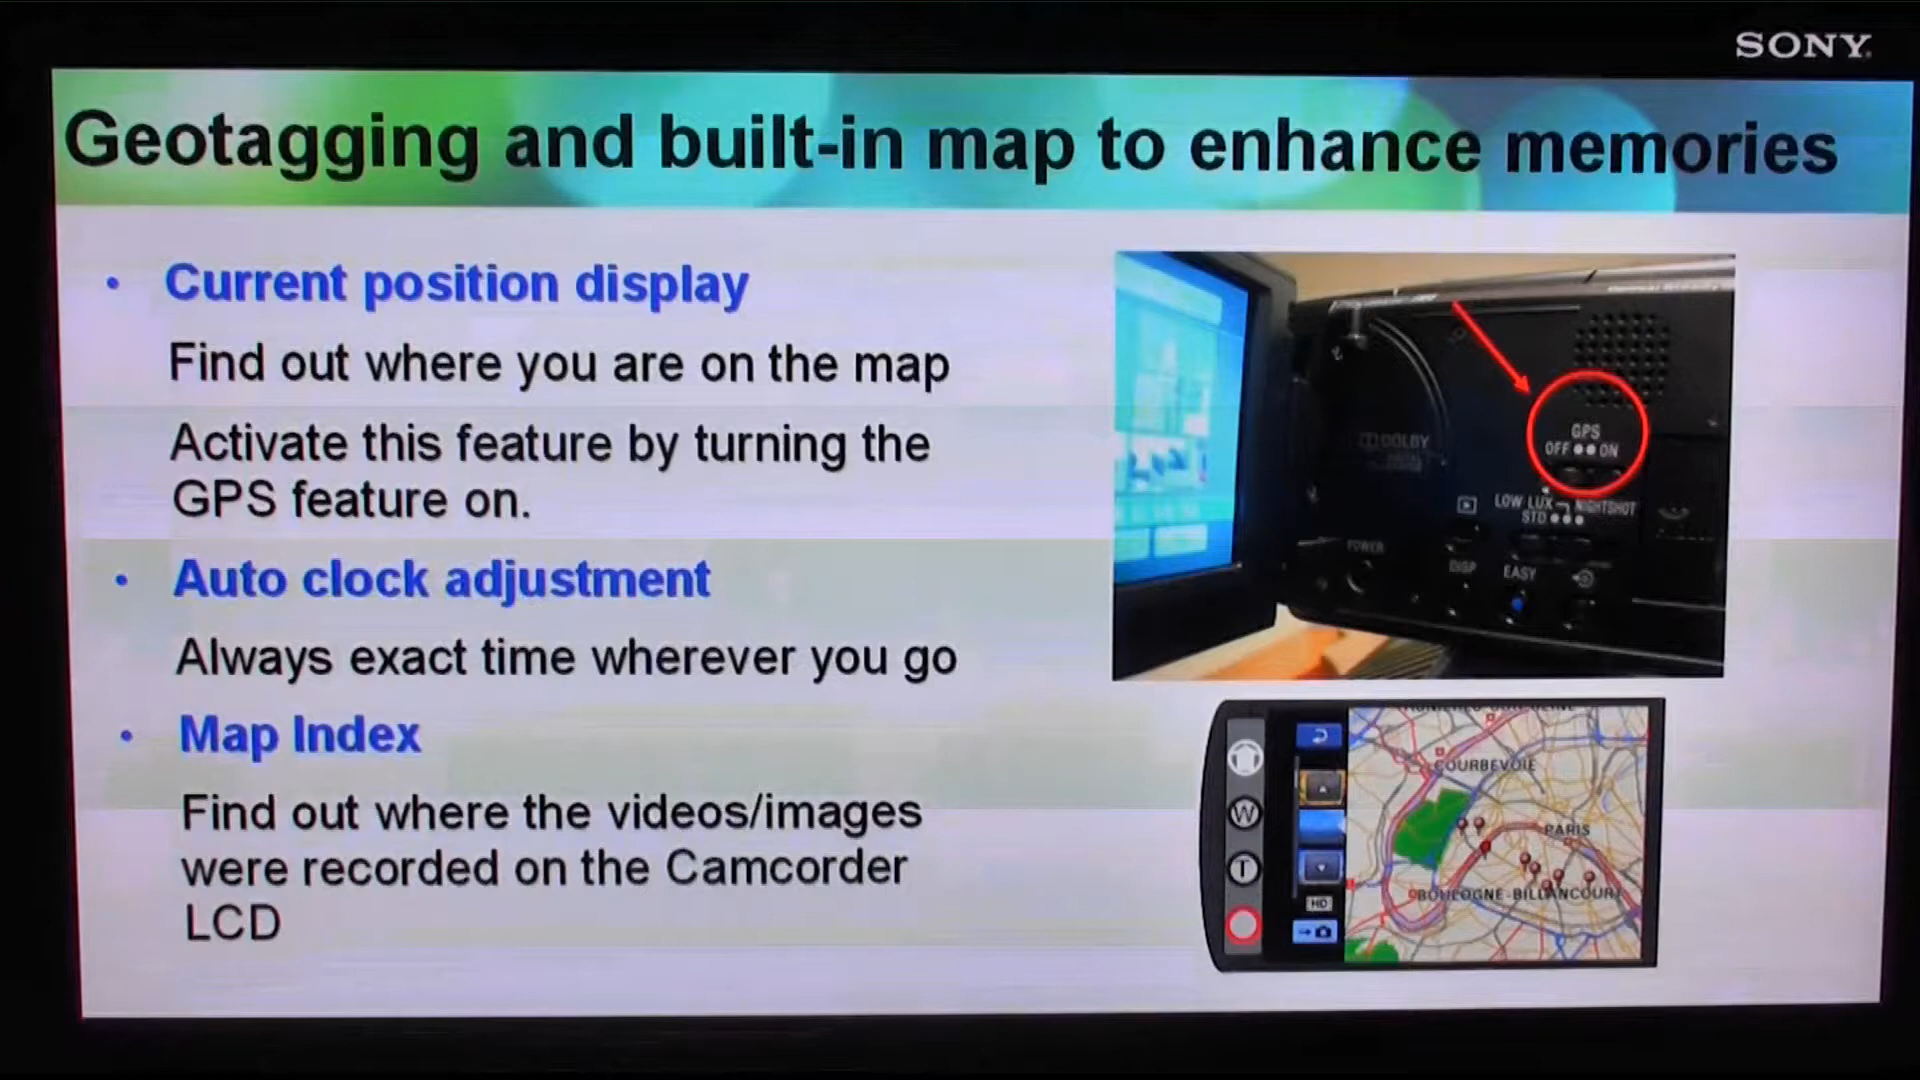 SONY
Geotagging and built-in map to enhance memories
• Current position display
Find out where you are on the map
Activate this feature by turning the
GPS feature on.
• Auto clock adjustment
Always exact time wherever you go
• Map Index
Find out where the videos/images
were recorded on the Camcorder
LCD
DOLBY
GPS
OFF ON
LOW LUX NIGHTSHOT
STD
POWER
DISP
EASY
COURBEVOIE
W
PARIS
T
BOULOGNE-BILLANCOURT
HD